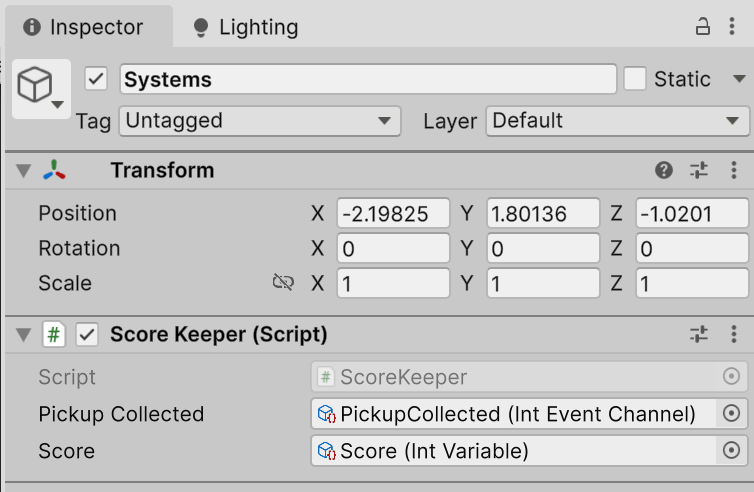 Inspector Lighting
Systems Static
Tag Untagged Layer Default
Transform
Position X -2.19825 Y 1.80136 Z -1.0201
Rotation X 0 Y 0 Z 0
Scale X 1 Y 1 Z 1
# Score Keeper (Script)
Script # ScoreKeeper
Pickup Collected PickupCollected (Int Event Channel)
Score Score (Int Variable)